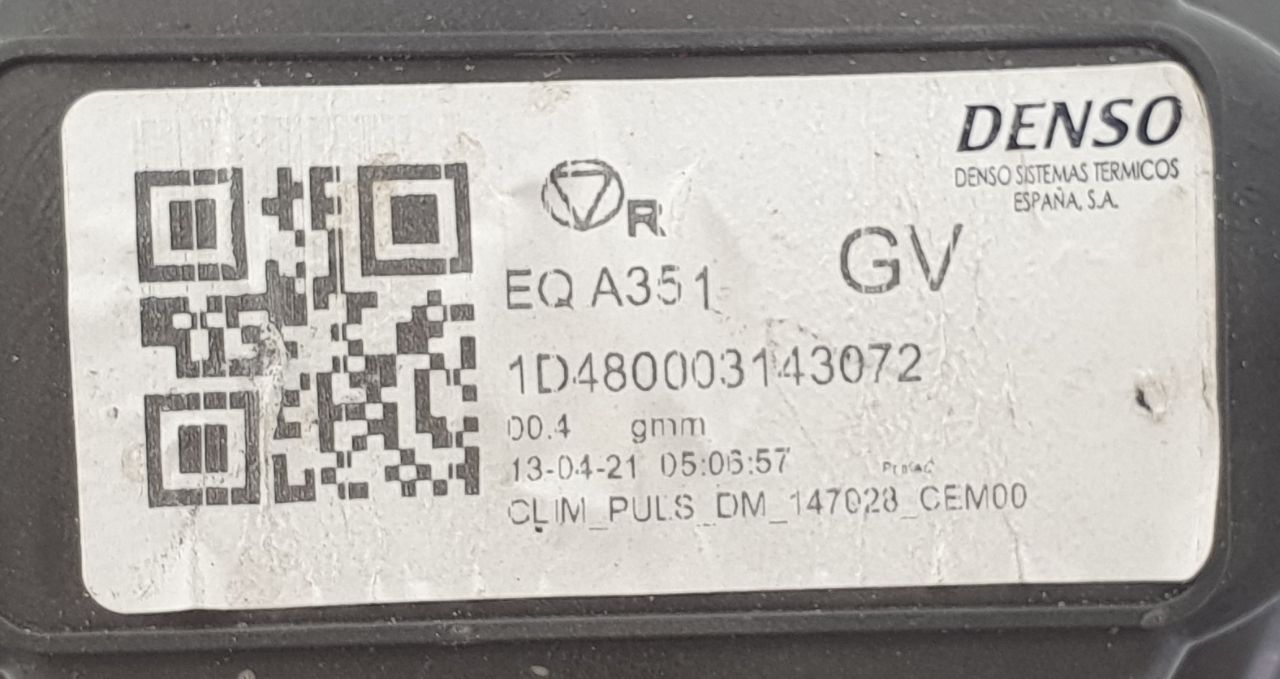 DENSO
DENSO SISTEMAS TERMICOS
ESPAÑA, S.A.
R
GV
EQ A351
1D480003143072
00.4 gmm
13-04-21 05:06:57
CLIM_PULS_DM_147028_CEM00